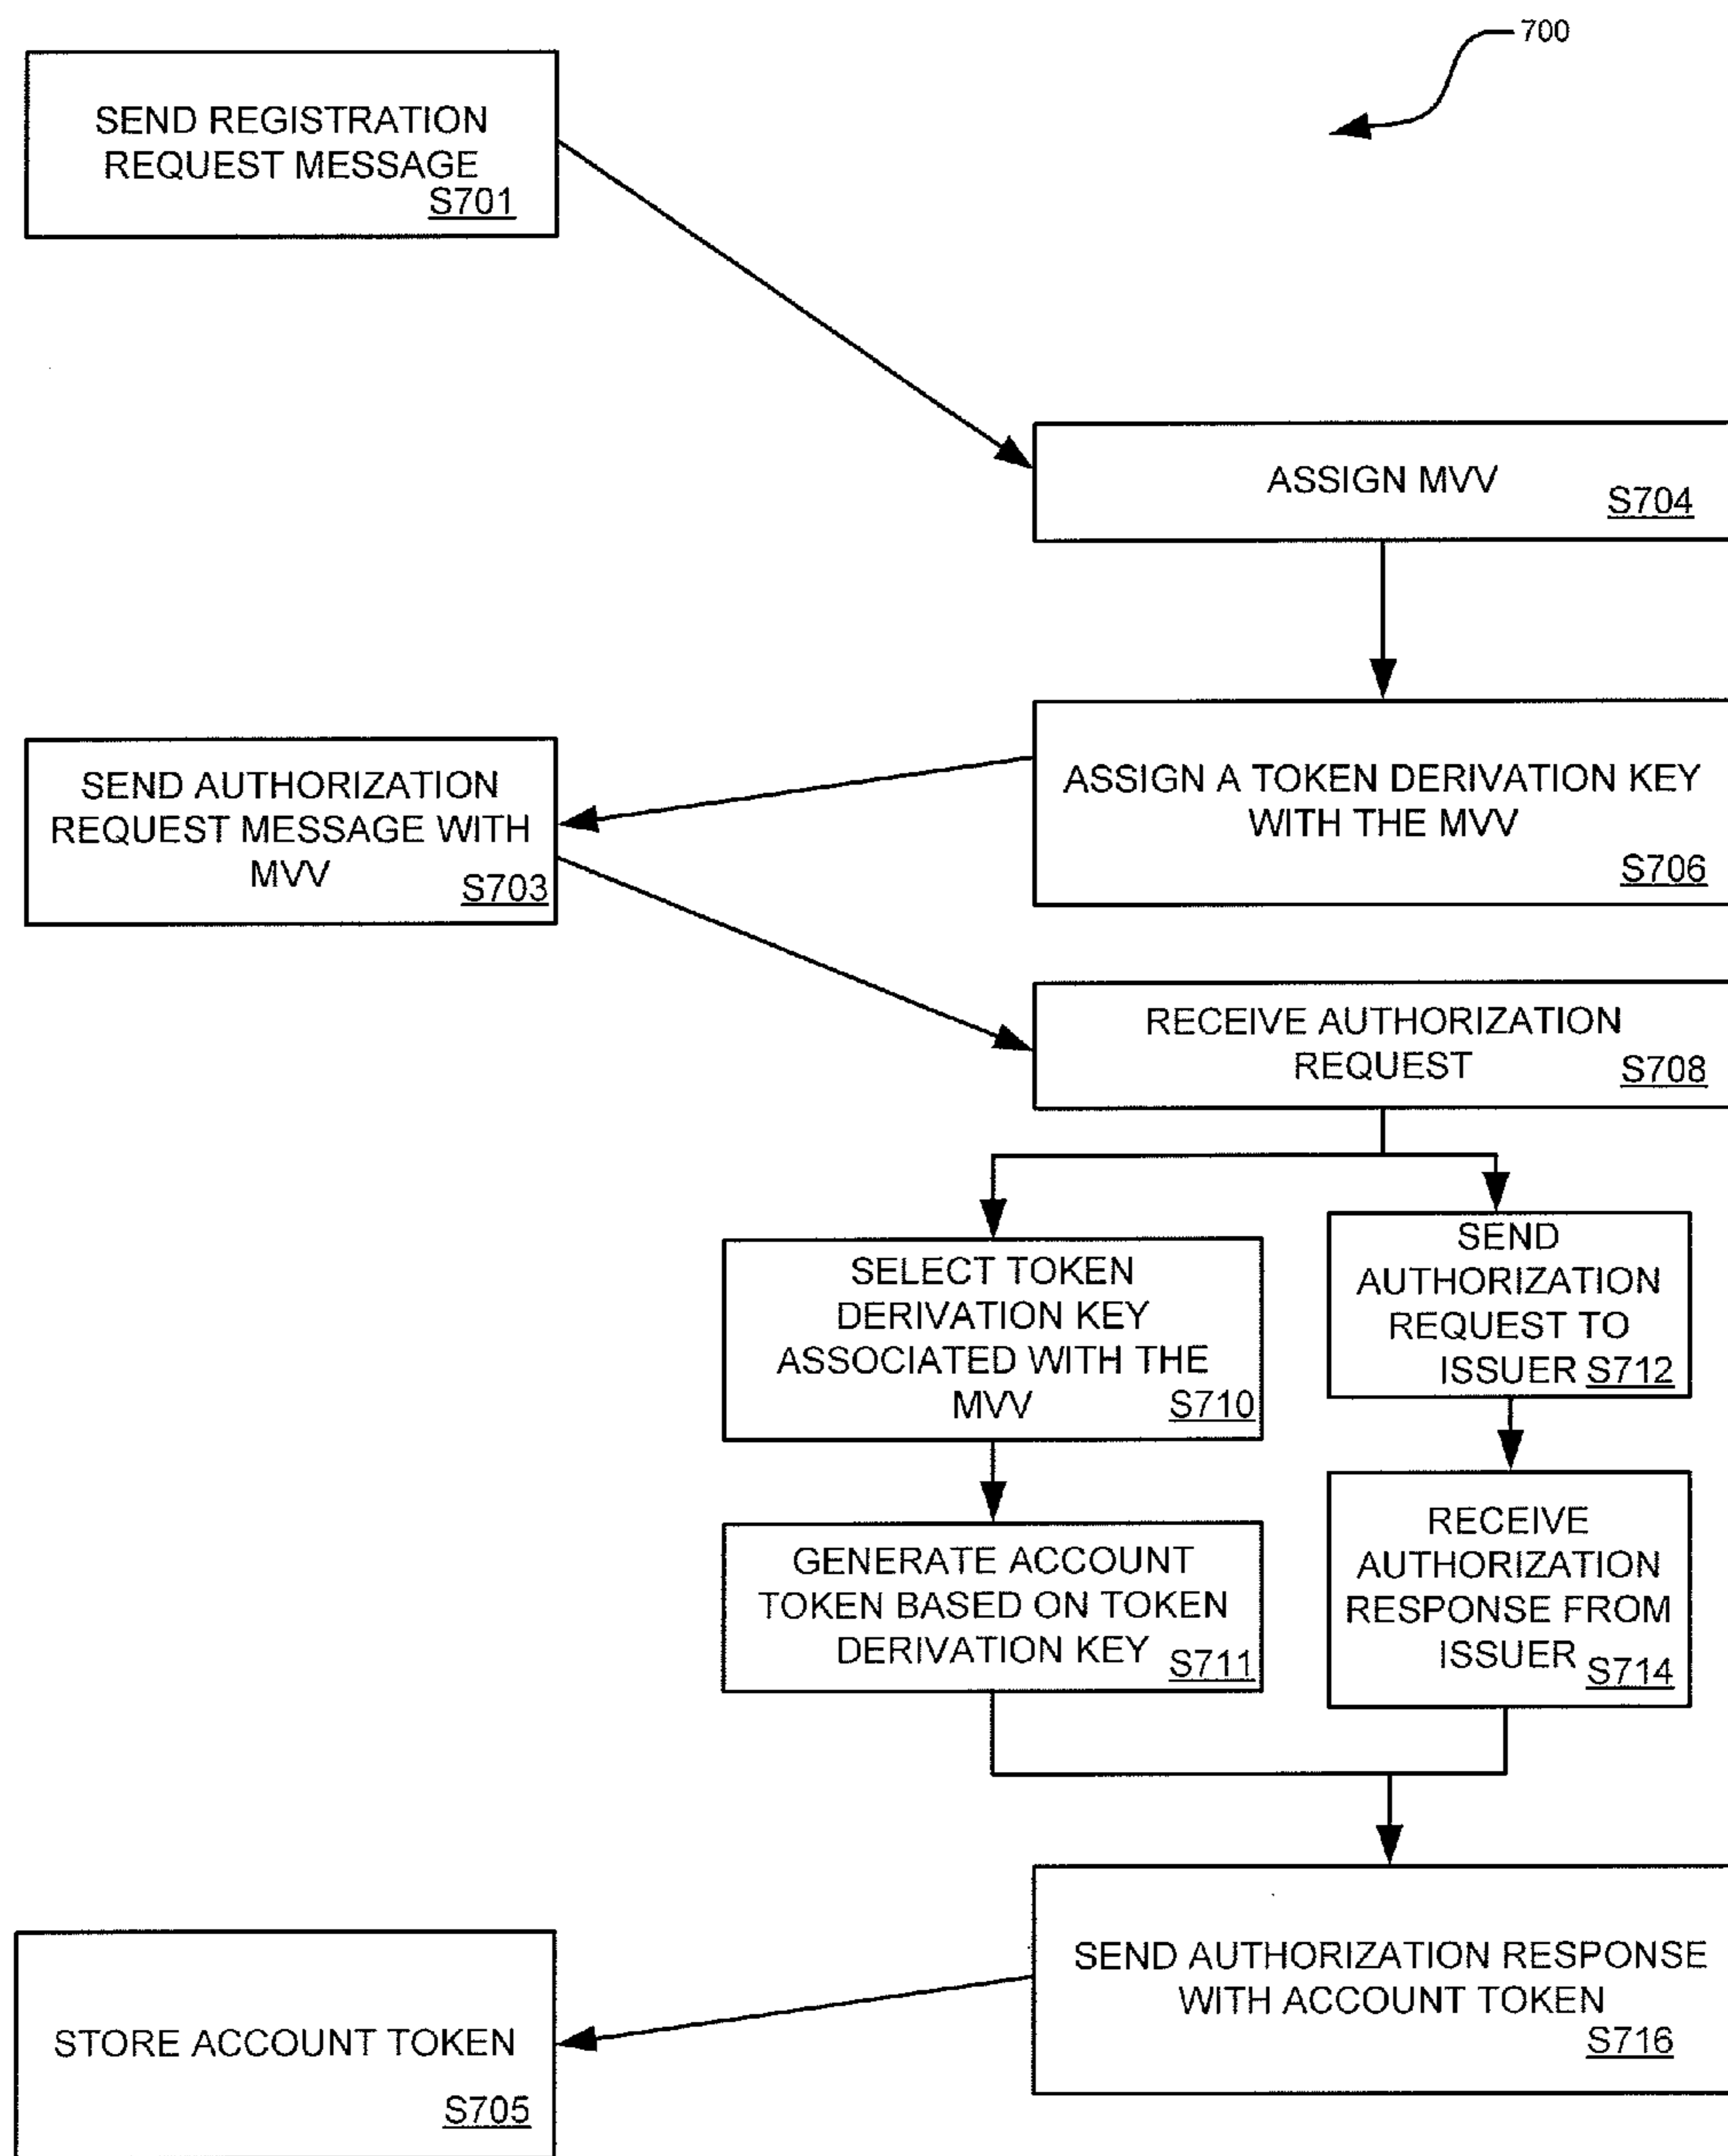 700
SEND REGISTRATION
REQUEST MESSAGE
S701
ASSIGN MVV
S704
ASSIGN A TOKEN DERIVATION KEY
WITH THE MVV
S706
SEND AUTHORIZATION
REQUEST MESSAGE WITH
MVV
S703
RECEIVE AUTHORIZATION
REQUEST
S708
SELECT TOKEN
DERIVATION KEY
ASSOCIATED WITH THE
MVV
S710
SEND
AUTHORIZATION
REQUEST TO
ISSUER S712
GENERATE ACCOUNT
TOKEN BASED ON TOKEN
DERIVATION KEY
S711
RECEIVE
AUTHORIZATION
RESPONSE FROM
ISSUER
S714
SEND AUTHORIZATION RESPONSE
WITH ACCOUNT TOKEN
S716
STORE ACCOUNT TOKEN
S705